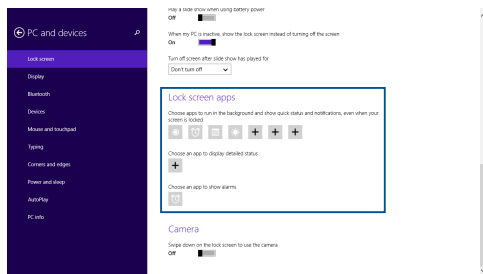 PC and devices
Lock screen
Display
Bluetooth
Devices
Mouse and touchpad
Typing
Corners and edges
Power and sleep
AutoPlay
PC info
Play a slide show when using battery power
Off
When my PC is inactive, show the lock screen instead of turning off the screen
On
Turn off screen after slide show has played for
Don't turn off
Lock screen apps
Choose apps to run in the background and show quick status and notifications, even when your
screen is locked
Choose an app to display detailed status
Choose an app to show alarms
Camera
Swipe down on the lock screen to use the camera
Off